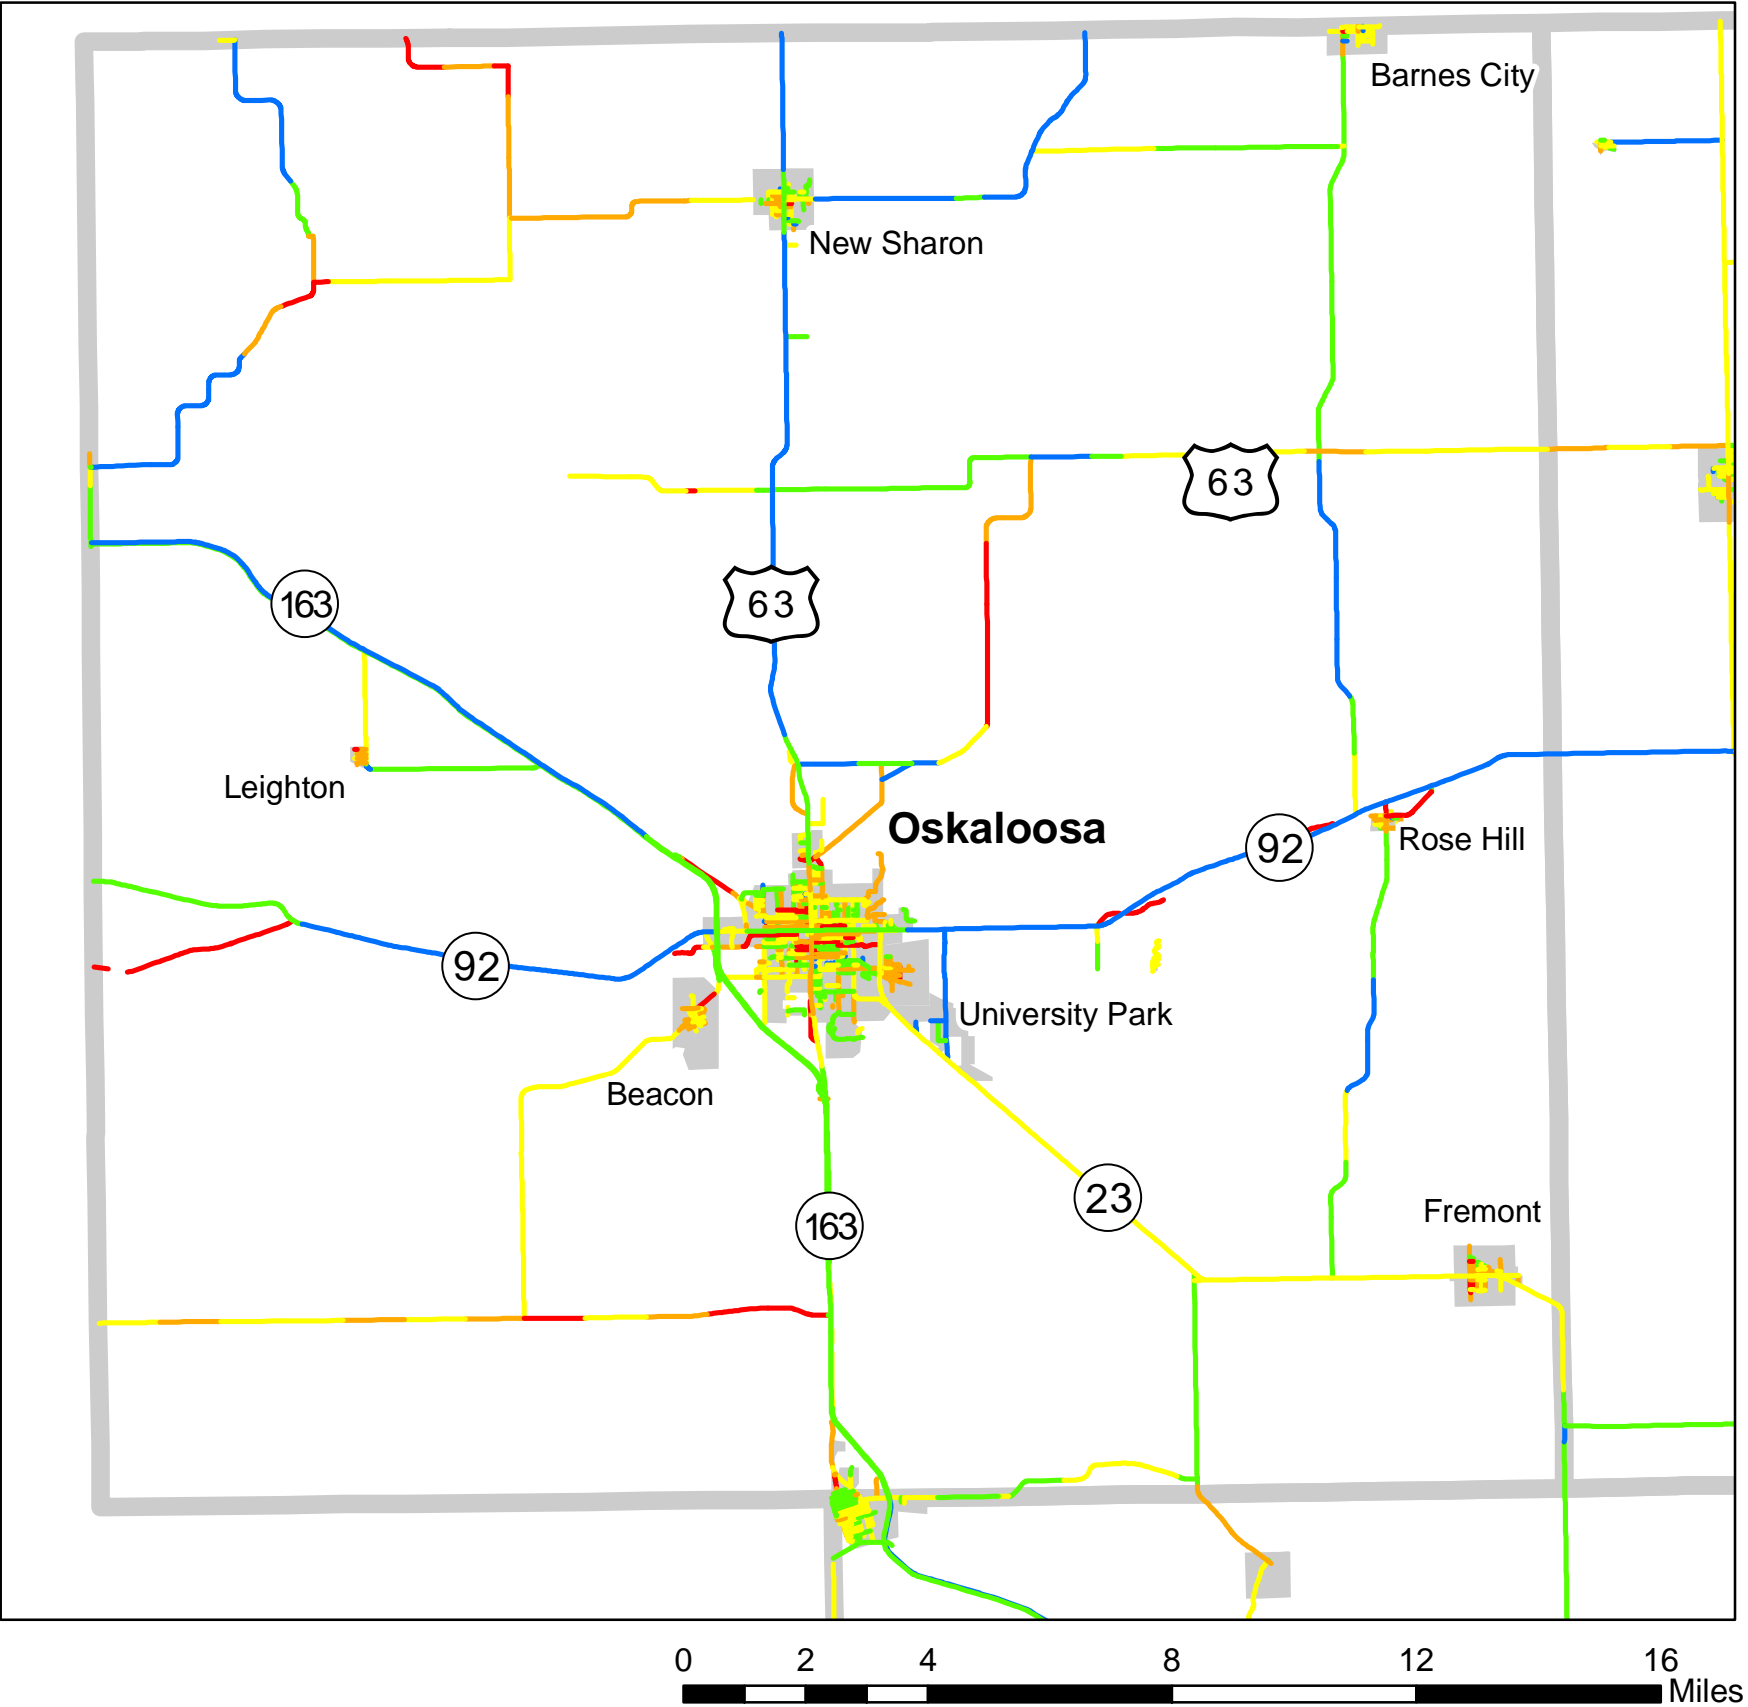 Barnes City
New Sharon
63
63
163
Leighton
Oskaloosa
92
Rose Hill
92
University Park
Beacon
23
Fremont
163
0 2 4 8 12 16
Miles